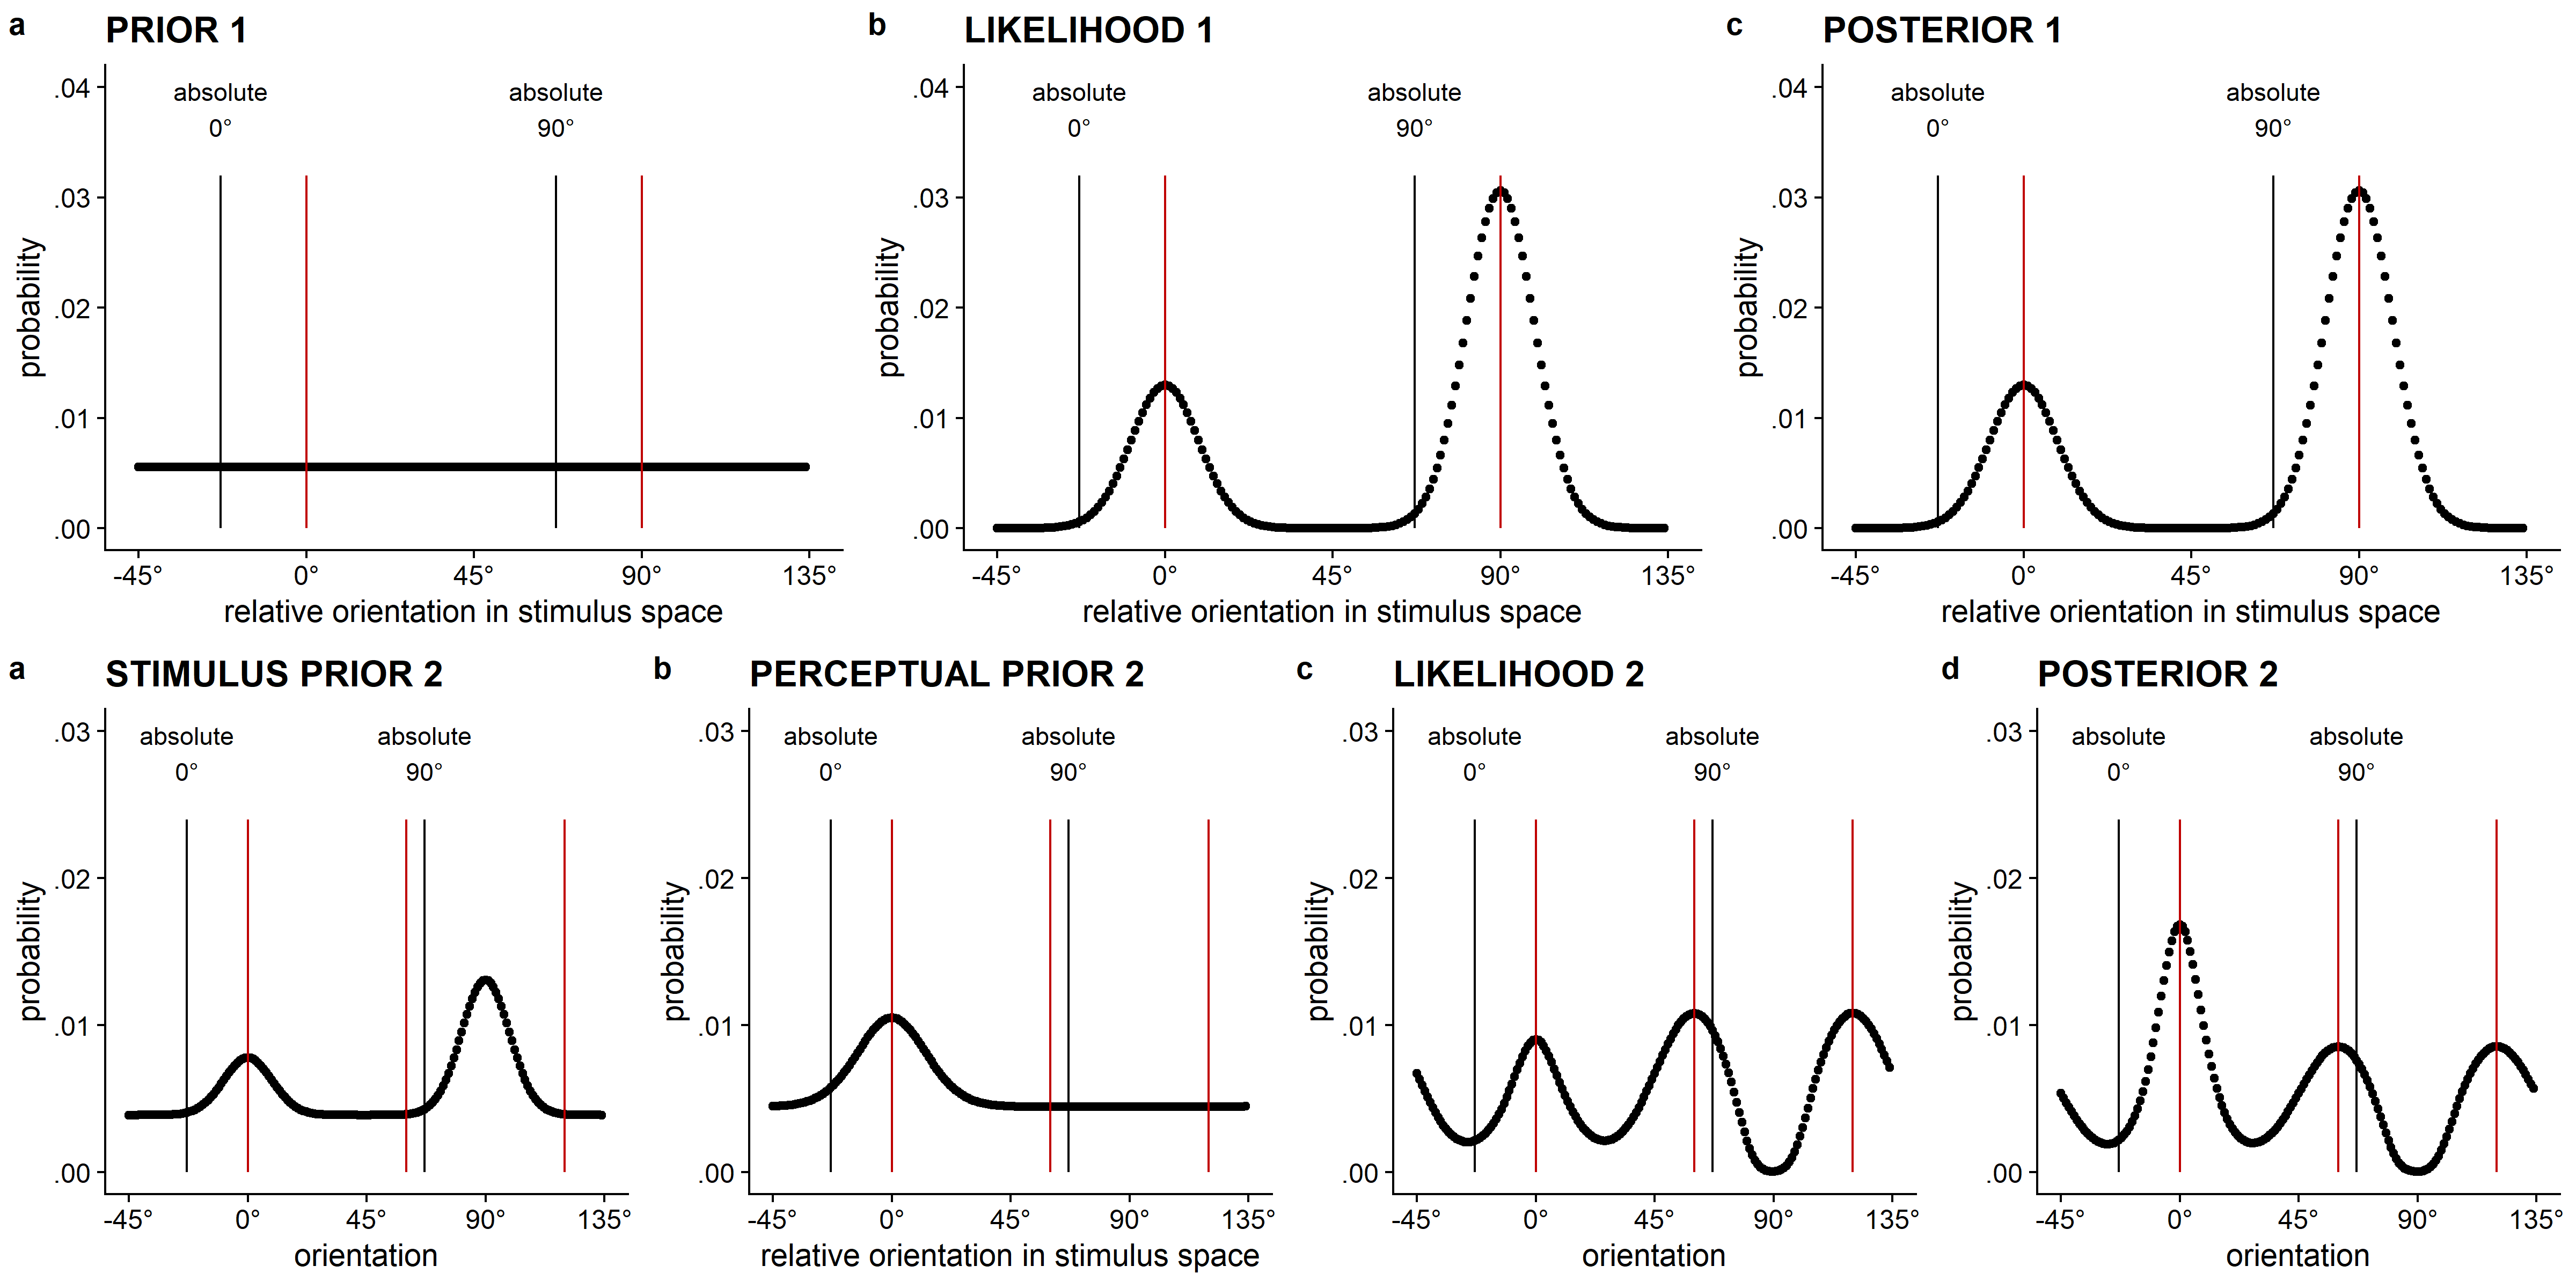 a PRIOR 1
absolute
0°
absolute
90°
.04
.03
.02
.01
.00
probability
-45° 0° 45° 90° 135°
relative orientation in stimulus space
b LIKELIHOOD 1
absolute
0°
absolute
90°
.04
.03
.02
.01
.00
probability
-45° 0° 45° 90° 135°
relative orientation in stimulus space
c POSTERIOR 1
absolute
0°
absolute
90°
.04
.03
.02
.01
.00
probability
-45° 0° 45° 90° 135°
relative orientation in stimulus space
a STIMULUS PRIOR 2
absolute
0°
absolute
90°
.03
.02
.01
.00
probability
-45° 0° 45° 90° 135°
orientation
b PERCEPTUAL PRIOR 2
absolute
0°
absolute
90°
.03
.02
.01
.00
probability
-45° 0° 45° 90° 135°
relative orientation in stimulus space
c LIKELIHOOD 2
absolute
0°
absolute
90°
.03
.02
.01
.00
probability
-45° 0° 45° 90° 135°
orientation
d POSTERIOR 2
absolute
0°
absolute
90°
.03
.02
.01
.00
probability
-45° 0° 45° 90° 135°
orientation